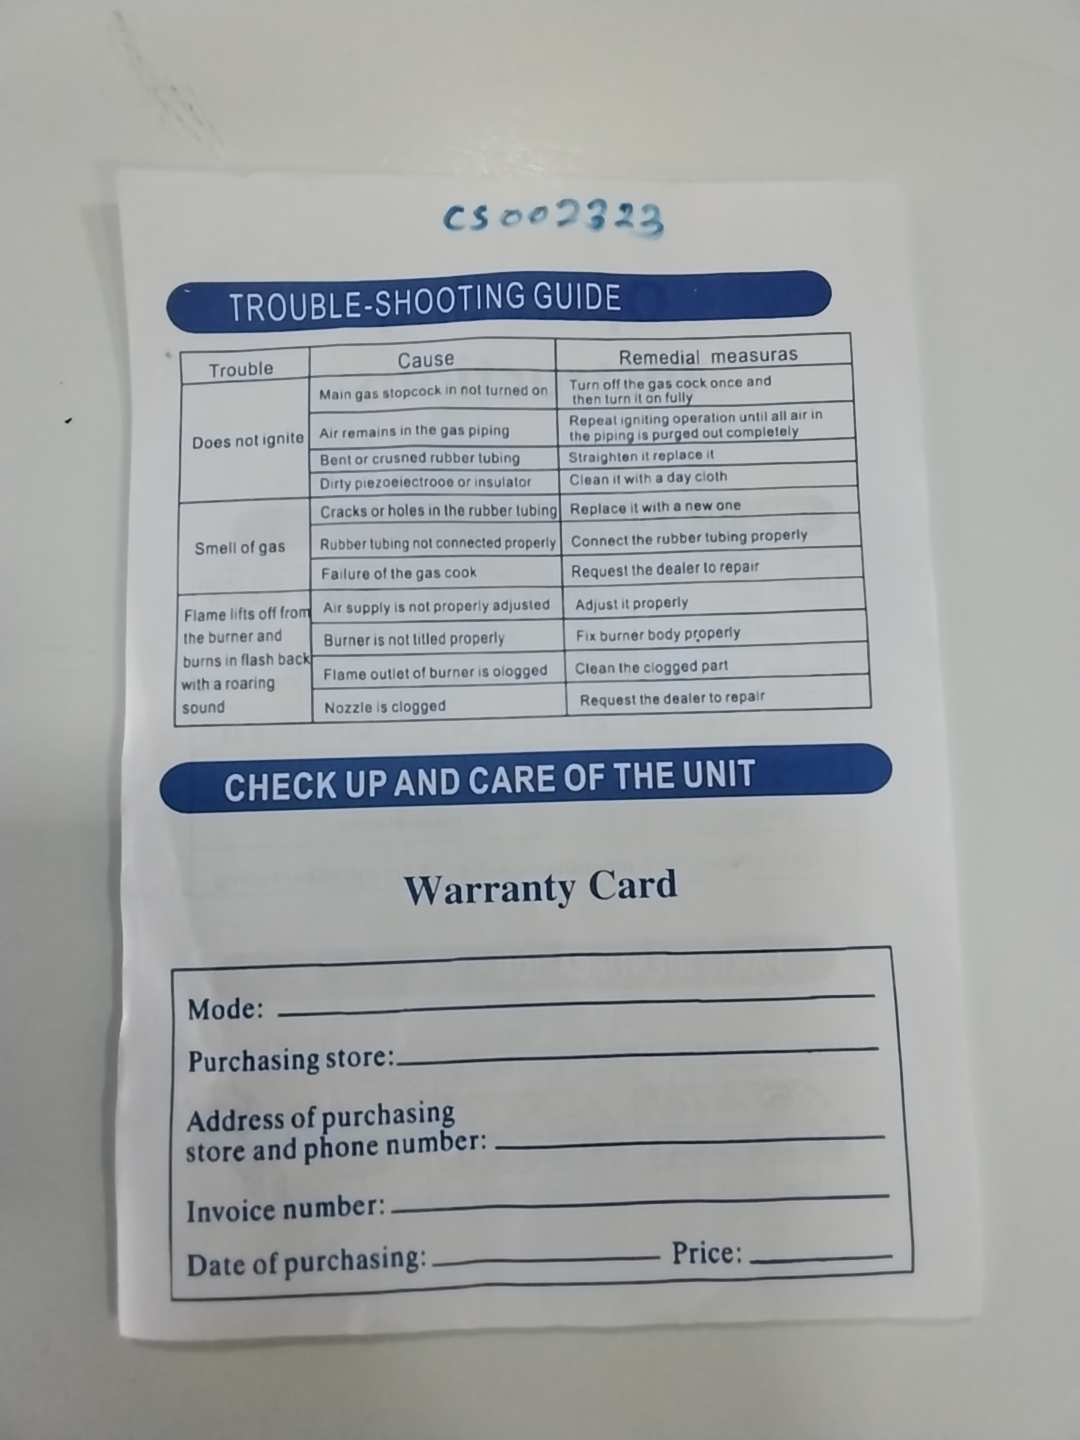 CS002323
TROUBLE-SHOOTING GUIDE
Trouble
Cause
Remedial measuras
Does not ignite
Main gas stopcock in not turned on
Turn off the gas cock once and
then turn it on fully
Air remains in the gas piping
Repeat igniting operation until all air in
the piping is purged out completely
Bent or crusned rubber tubing
Straighten it replace it
Dirty piezoeiectrooe or insulator
Clean it with a day cloth
Smell of gas
Cracks or holes in the rubber tubing
Replace it with a new one
Rubber tubing not connected properly
Connect the rubber tubing properly
Failure of the gas cook
Request the dealer to repair
Flame lifts off from
the burner and
burns in flash back
with a roaring
sound
Air supply is not properly adjusted
Adjust it properly
Burner is not titled properly
Fix burner body properly
Flame outlet of burner is ologged
Clean the clogged part
Nozzle is clogged
Request the dealer to repair
CHECK UP AND CARE OF THE UNIT
Warranty Card
Mode:
Purchasing store:
Address of purchasing
store and phone number:
Invoice number:
Date of purchasing: Price: